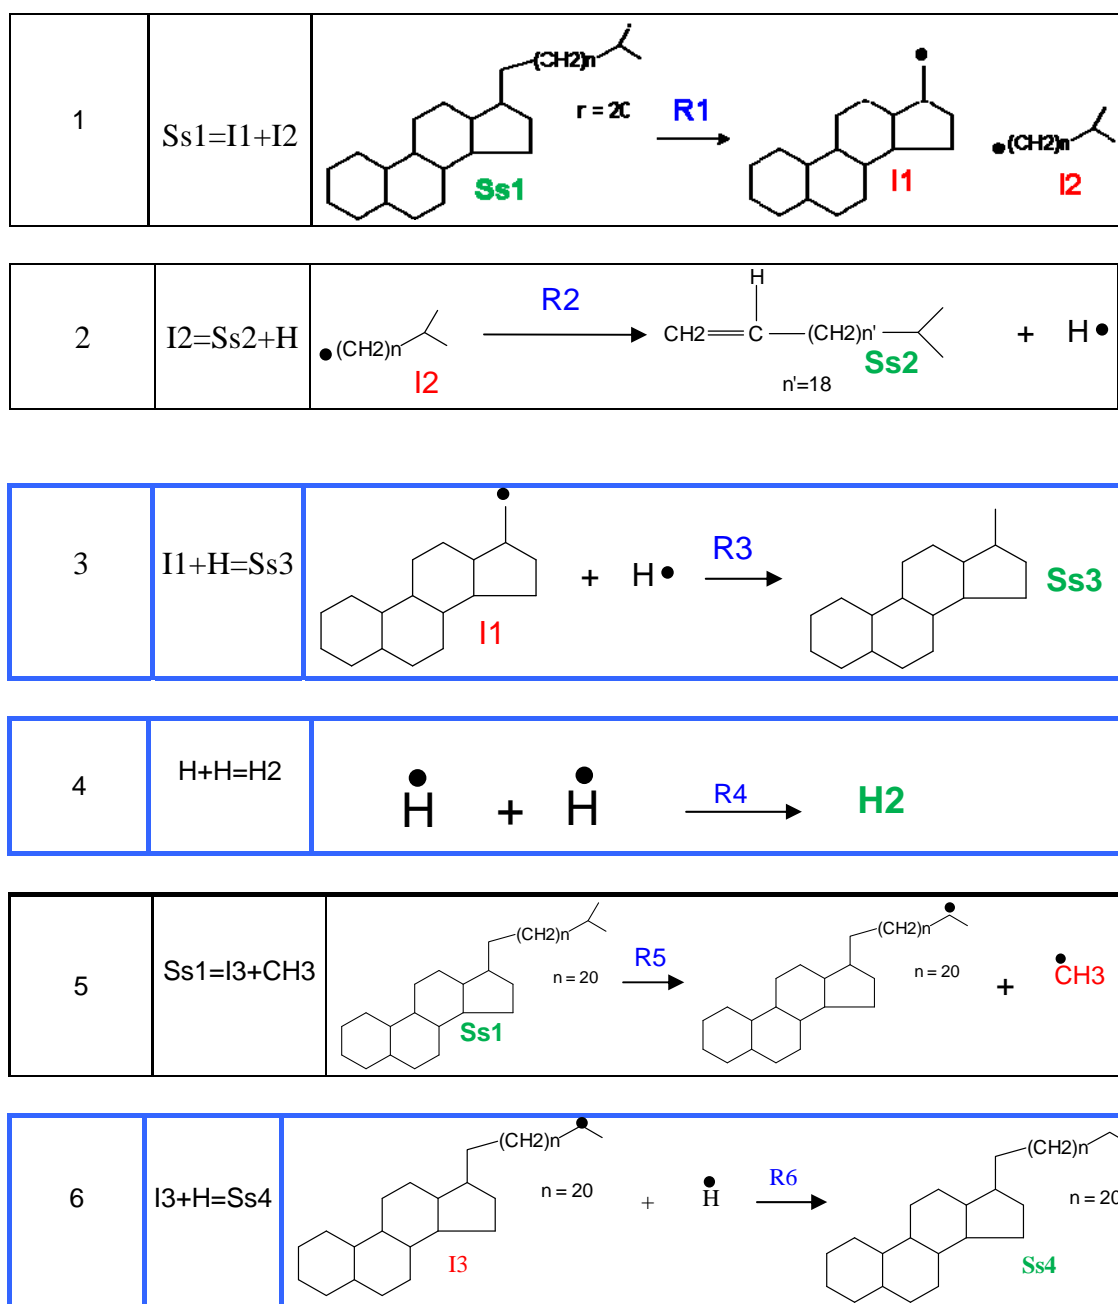 1
Ss1=I1+I2
(CH2)n
r = 20
Ss1
R1
I1
(CH2)n
I2
2
I2=Ss2+H
(CH2)n
I2
R2
H
CH2
C
(CH2)n'
Ss2
n'=18
+
H
3
I1+H=Ss3
I1
+
H
R3
Ss3
4
H+H=H2
H
+
H
R4
H2
5
Ss1=I3+CH3
(CH2)n
n = 20
Ss1
R5
(CH2)n
n = 20
+
CH3
6
I3+H=Ss4
(CH2)n
n = 20
I3
+
H
R6
(CH2)n
n = 20
Ss4